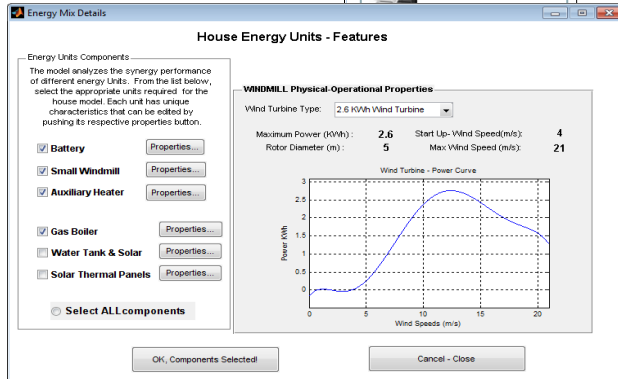 Energy Mix Details
House Energy Units - Features
Energy Units Components
The model analyzes the synergy performance
of different energy Units. From the list below,
select the appropriate units required for the
house model. Each unit has unique
characteristics that can be edited by
pushing its respective properties button.
Battery Properties...
Small Windmill Properties...
Auxiliary Heater Properties...
Gas Boiler Properties...
Water Tank & Solar Properties...
Solar Thermal Panels Properties...
Select ALLcomponents
WINDMILL Physical-Operational Properties
Wind Turbine Type: 2.6 KWh Wind Turbine
Maximum Power (KWh) : 2.6 Start Up- Wind Speed(m/s): 4
Rotor Diameter (m) : 5 Max Wind Speed (m/s): 21
Wind Turbine - Power Curve
3
2.5
2
1.5
1
0.5
0
Power KWh
0 5 10 15 20
Wind Speeds (m/s)
OK, Components Selected! Cancel - Close